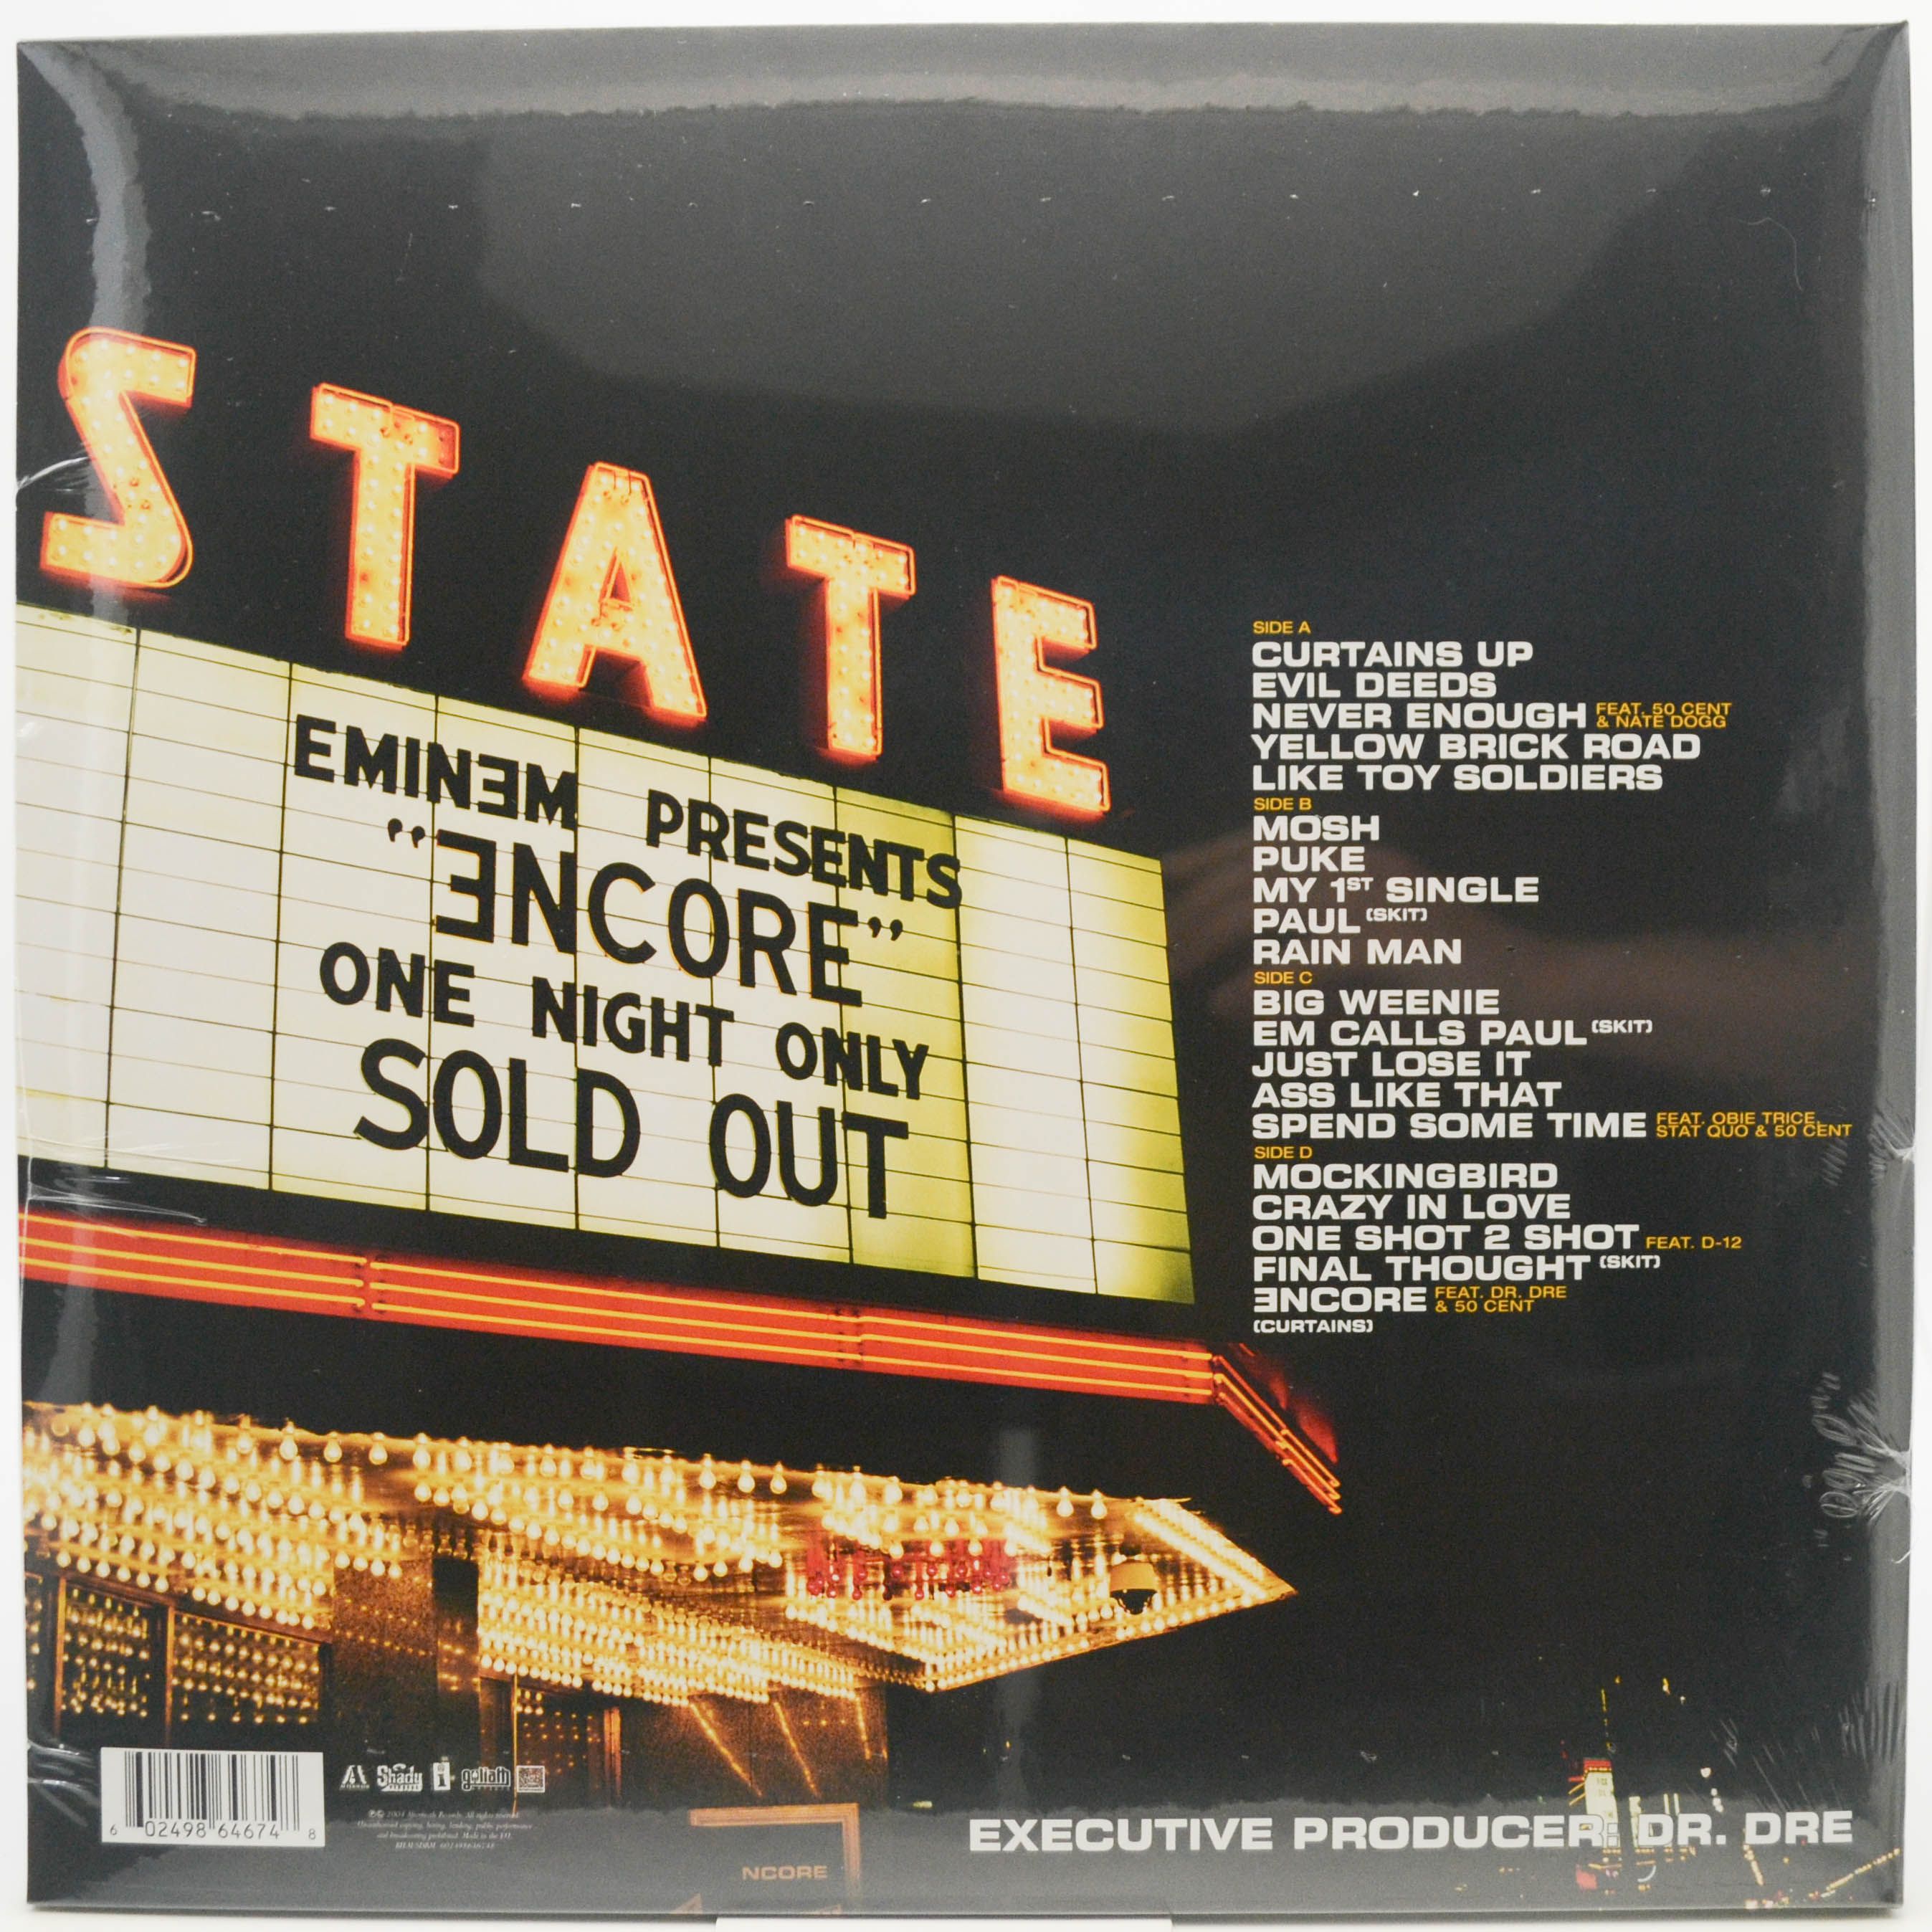 STATE
EMINƎM PRESENTS
"ƎNCORE"
ONE NIGHT ONLY
SOLD OUT
SIDE A
CURTAINS UP
EVIL DEEDS
NEVER ENOUGH FEAT. 50 CENT
& NATE DOGG
YELLOW BRICK ROAD
LIKE TOY SOLDIERS
SIDE B
MOSH
PUKE
MY 1ST SINGLE
PAUL (SKIT)
RAIN MAN
SIDE C
BIG WEENIE
EM CALLS PAUL (SKIT)
JUST LOSE IT
ASS LIKE THAT
SPEND SOME TIME FEAT. OBIE TRICE,
STAT QUO & 50 CENT
SIDE D
MOCKINGBIRD
CRAZY IN LOVE
ONE SHOT 2 SHOT FEAT. D-12
FINAL THOUGHT (SKIT)
ƎNCORE FEAT. DR. DRE
& 50 CENT
(CURTAINS)
6 02498 64674 8
Shady
goliath
EXECUTIVE PRODUCER: DR. DRE
NCORE